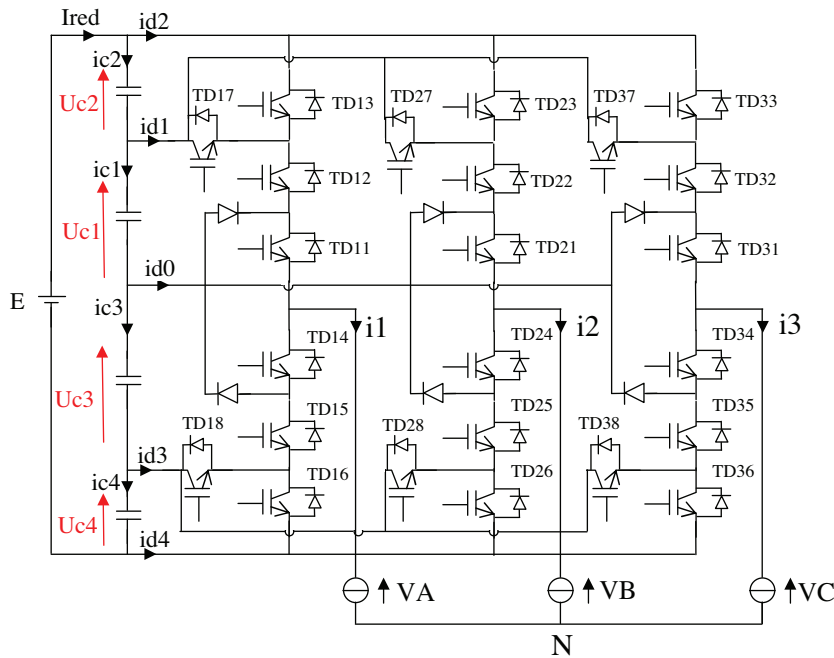 Ired id2
ic2
Uc2
TD17 TD13 TD27 TD23 TD37 TD33
id1
ic1
TD12 TD22 TD32
Uc1
TD11 TD21 TD31
id0
E
ic3
i1 i2 i3
TD14 TD24 TD34
Uc3
TD15 TD25 TD35
TD18 TD28 TD38
id3
TD16 TD26 TD36
ic4
Uc4
id4
VA VB VC
N